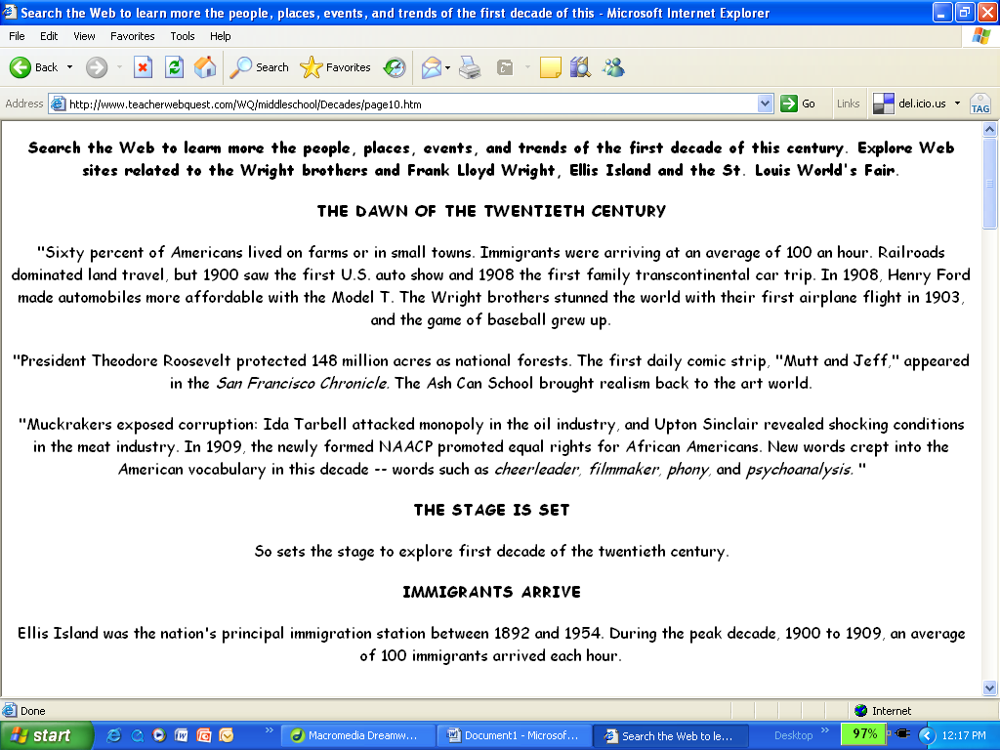 Search the Web to learn more the people, places, events, and trends of the first decade of this - Microsoft Internet Explorer
File Edit View Favorites Tools Help
Back Search Favorites
Address http://www.teacherwebquest.com/WQ/middleschool/Decades/page10.htm Go Links del.icio.us TAG
Search the Web to learn more the people, places, events, and trends of the first decade of this century. Explore Web
sites related to the Wright brothers and Frank Lloyd Wright, Ellis Island and the St. Louis World's Fair.
THE DAWN OF THE TWENTIETH CENTURY
"Sixty percent of Americans lived on farms or in small towns. Immigrants were arriving at an average of 100 an hour. Railroads
dominated land travel, but 1900 saw the first U.S. auto show and 1908 the first family transcontinental car trip. In 1908, Henry Ford
made automobiles more affordable with the Model T. The Wright brothers stunned the world with their first airplane flight in 1903,
and the game of baseball grew up.
"President Theodore Roosevelt protected 148 million acres as national forests. The first daily comic strip, "Mutt and Jeff," appeared
in the San Francisco Chronicle. The Ash Can School brought realism back to the art world.
"Muckrakers exposed corruption: Ida Tarbell attacked monopoly in the oil industry, and Upton Sinclair revealed shocking conditions
in the meat industry. In 1909, the newly formed NAACP promoted equal rights for African Americans. New words crept into the
American vocabulary in this decade -- words such as cheerleader, filmmaker, phony, and psychoanalysis. "
THE STAGE IS SET
So sets the stage to explore first decade of the twentieth century.
IMMIGRANTS ARRIVE
Ellis Island was the nation's principal immigration station between 1892 and 1954. During the peak decade, 1900 to 1909, an average
of 100 immigrants arrived each hour.
Done Internet
start Macromedia Dreamw... Document1 - Microsof... Search the Web to le... Desktop 97% 12:17 PM